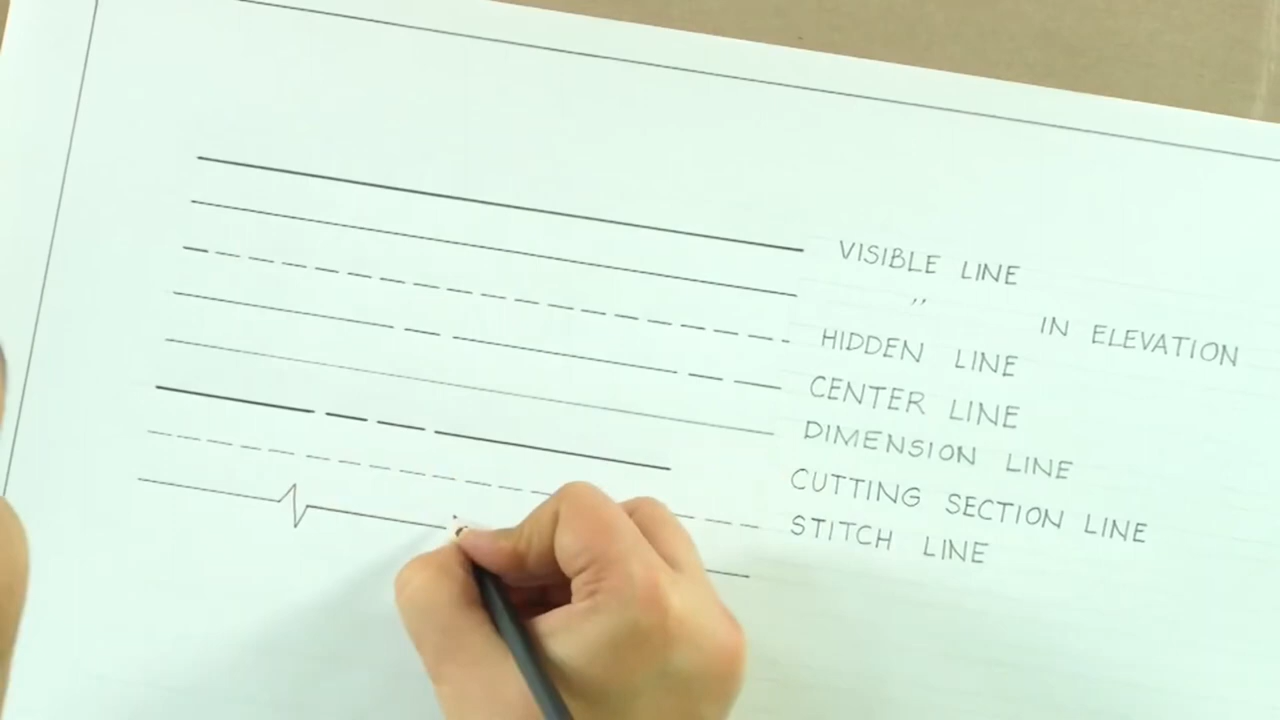 VISIBLE LINE
" IN ELEVATION
HIDDEN LINE
CENTER LINE
DIMENSION LINE
CUTTING SECTION LINE
STITCH LINE